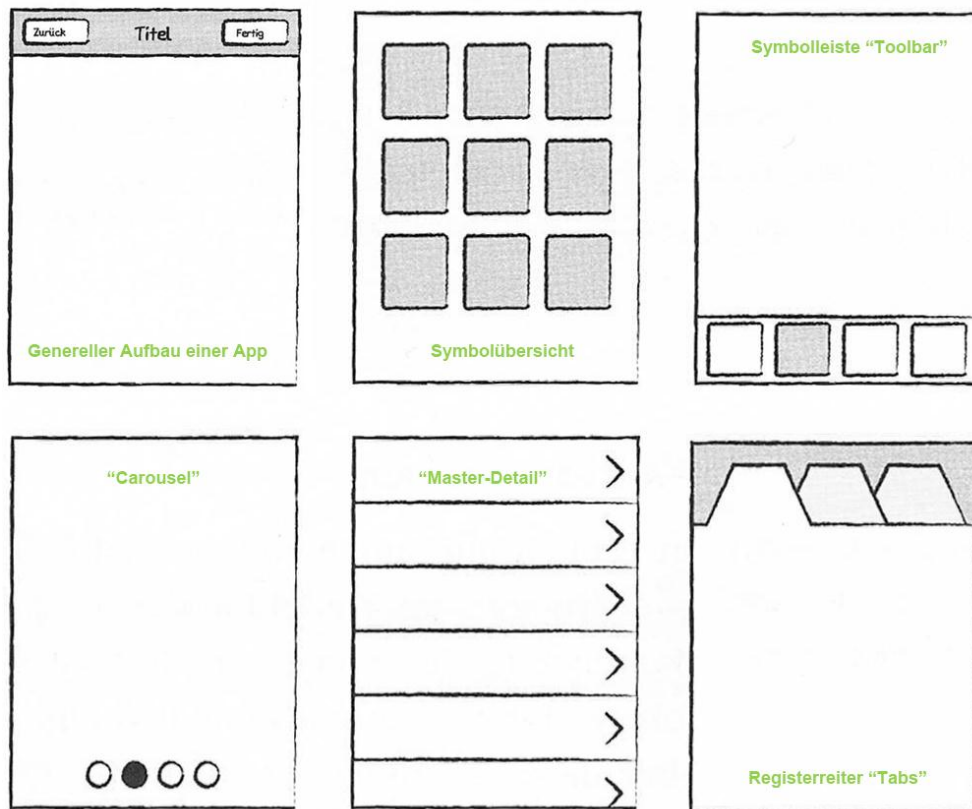 Zurück Titel Fertig
Symbolleiste “Toolbar”
Genereller Aufbau einer App
Symbolübersicht
“Carousel”
“Master-Detail”
Registerreiter “Tabs”